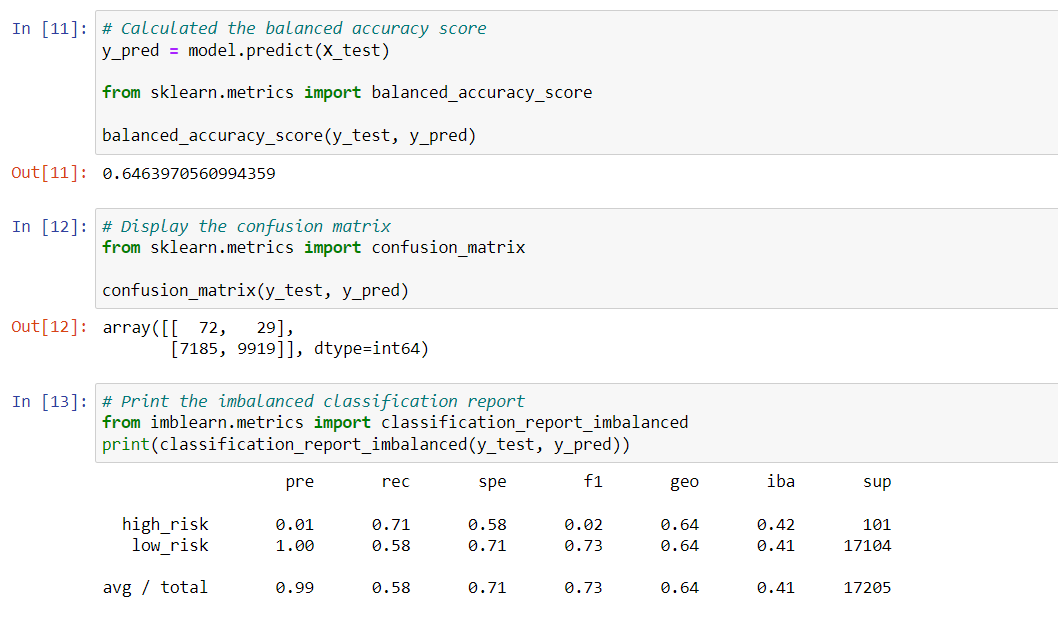 In [11]: # Calculated the balanced accuracy score
y_pred = model.predict(X_test)
from sklearn.metrics import balanced_accuracy_score
balanced_accuracy_score(y_test, y_pred)
Out[11]: 0.6463970560994359
In [12]: # Display the confusion matrix
from sklearn.metrics import confusion_matrix
confusion_matrix(y_test, y_pred)
Out[12]: array([[  72,   29],
       [7185, 9919]], dtype=int64)
In [13]: # Print the imbalanced classification report
from imblearn.metrics import classification_report_imbalanced
print(classification_report_imbalanced(y_test, y_pred))
pre rec spe f1 geo iba sup
high_risk 0.01 0.71 0.58 0.02 0.64 0.42 101
low_risk 1.00 0.58 0.71 0.73 0.64 0.41 17104
avg / total 0.99 0.58 0.71 0.73 0.64 0.41 17205